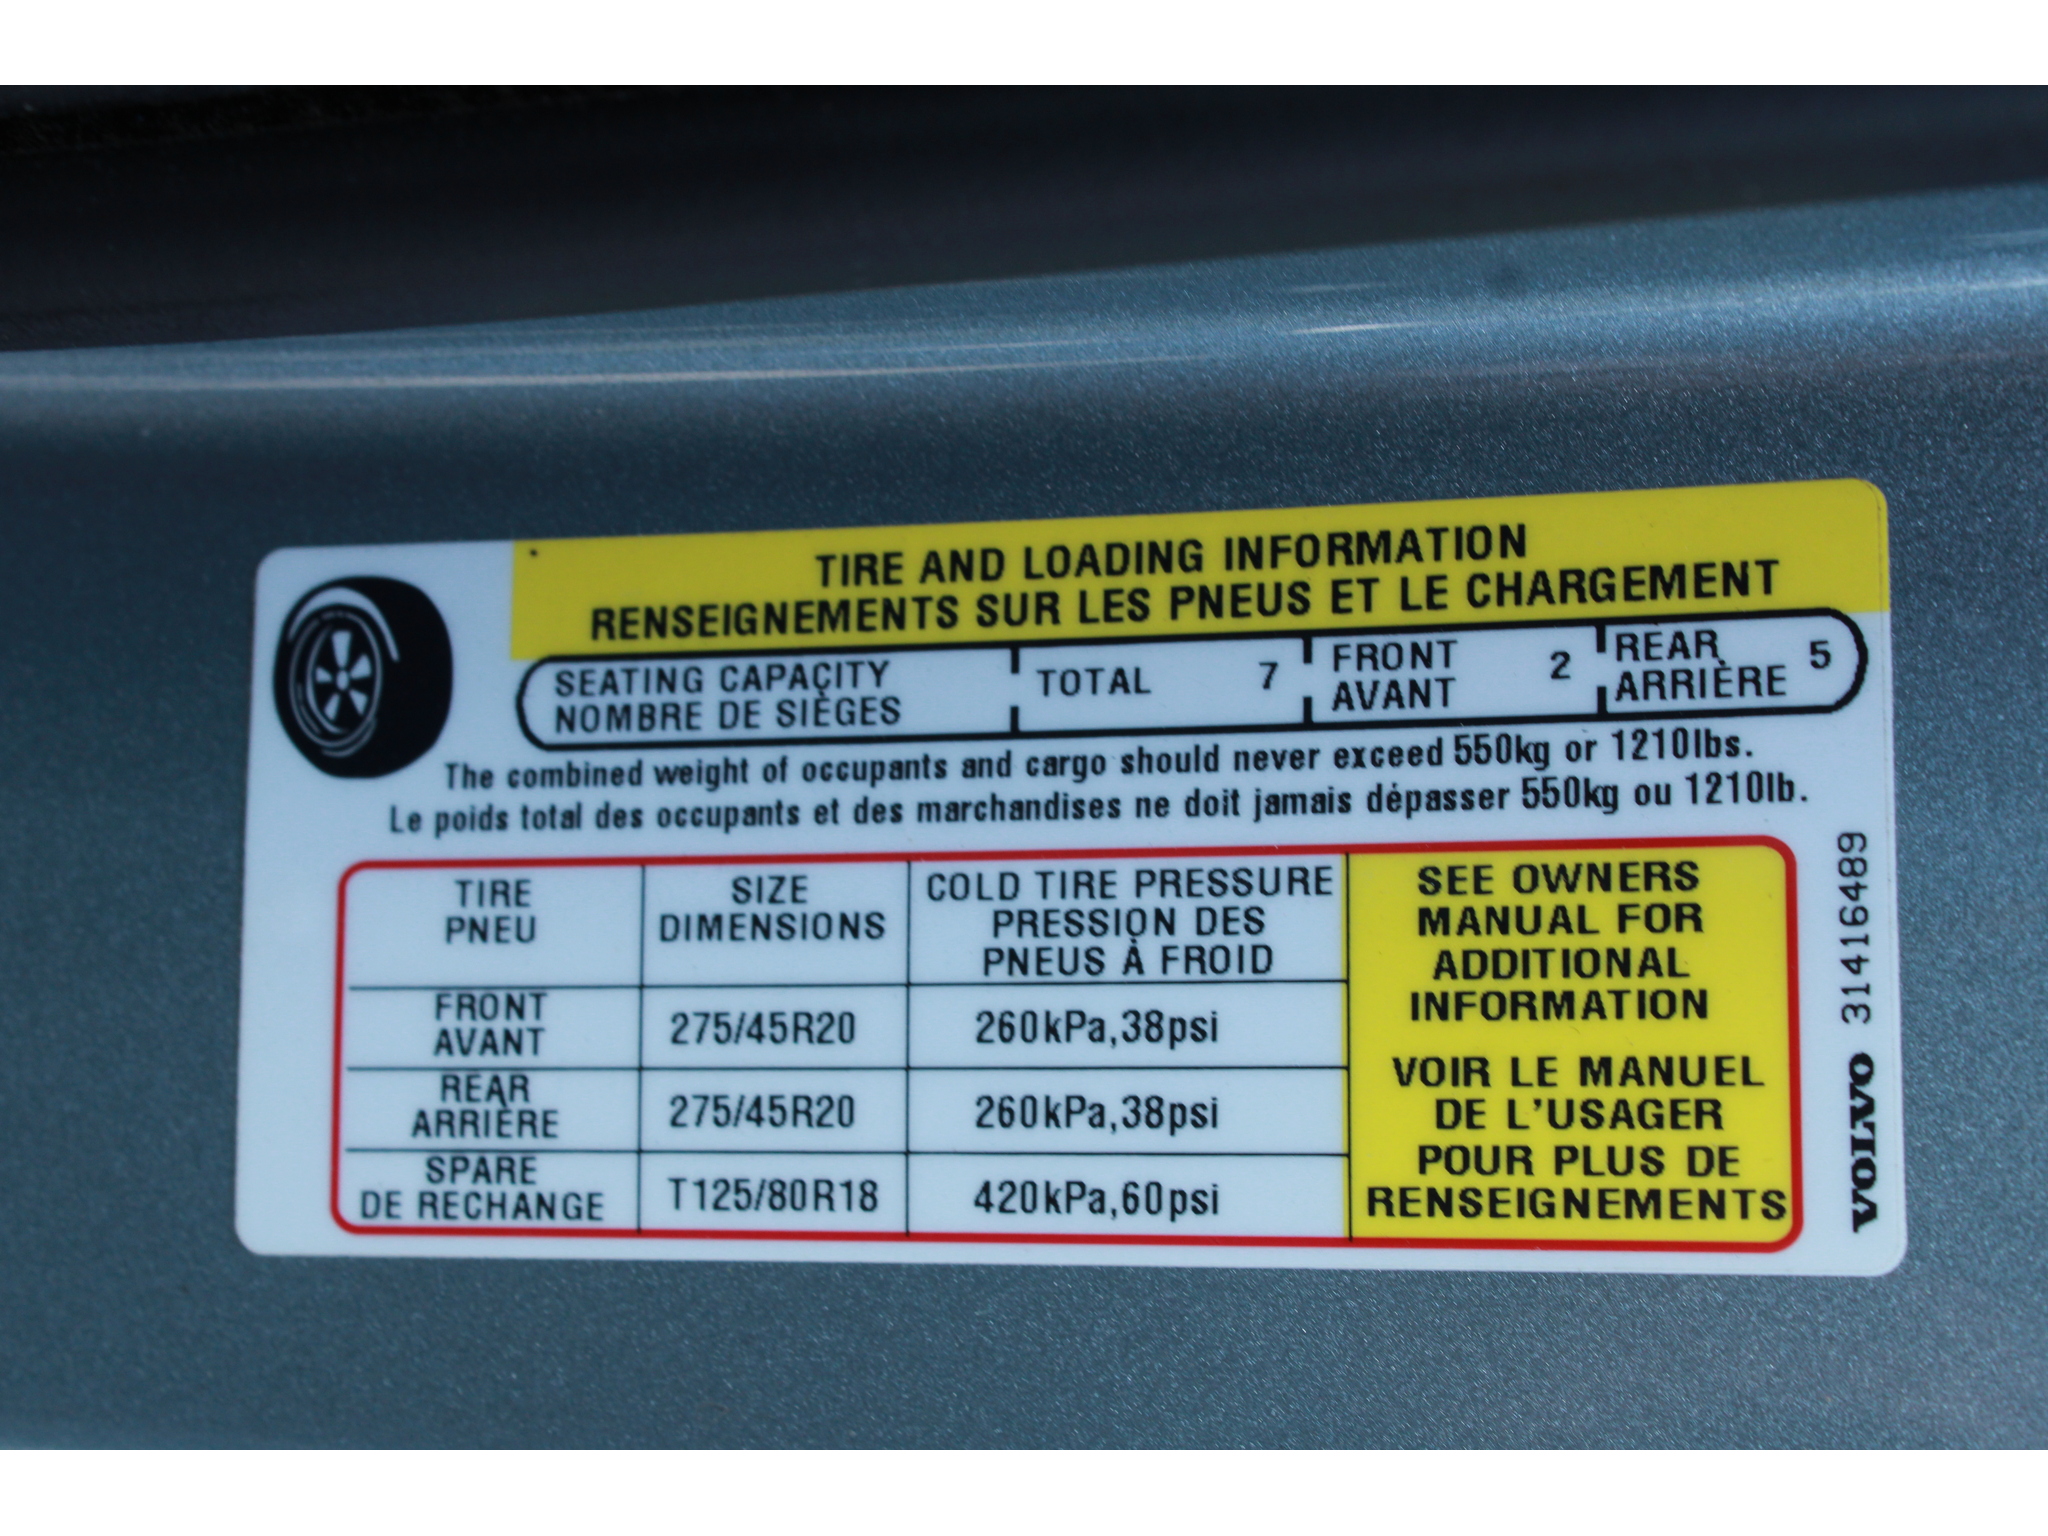 TIRE AND LOADING INFORMATION
RENSEIGNEMENTS SUR LES PNEUS ET LE CHARGEMENT
SEATING CAPACITY
NOMBRE DE SIÈGES
TOTAL 7
FRONT
AVANT
2
REAR
ARRIÈRE
5
The combined weight of occupants and cargo should never exceed 550kg or 1210lbs.
Le poids total des occupants et des marchandises ne doit jamais dépasser 550kg ou 1210lb.
TIRE
PNEU
SIZE
DIMENSIONS
COLD TIRE PRESSURE
PRESSION DES
PNEUS À FROID
FRONT
AVANT
275/45R20
260kPa,38psi
REAR
ARRIÈRE
275/45R20
260kPa,38psi
SPARE
DE RECHANGE
T125/80R18
420kPa,60psi
SEE OWNERS
MANUAL FOR
ADDITIONAL
INFORMATION
VOIR LE MANUEL
DE L'USAGER
POUR PLUS DE
RENSEIGNEMENTS
VOLVO 31416489